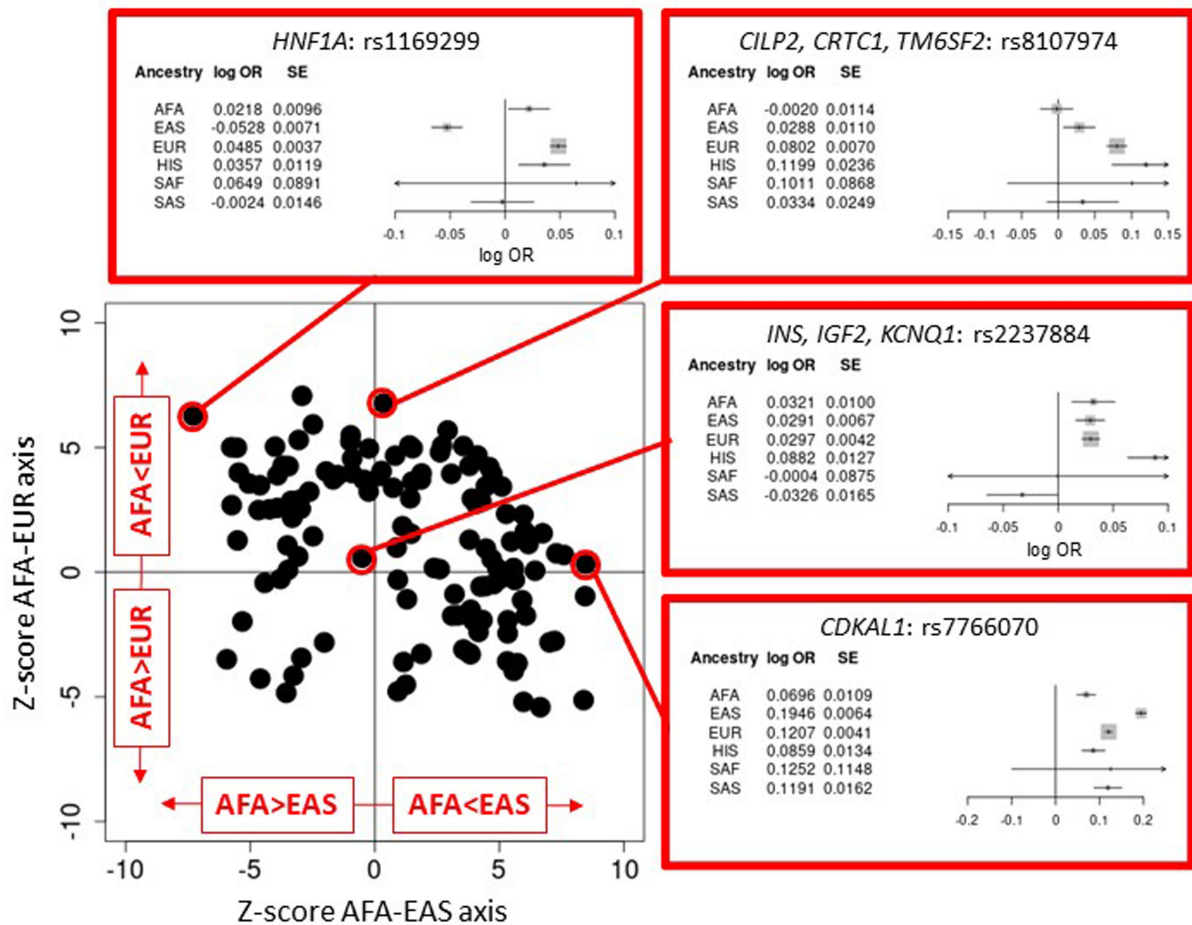 HNF1A: rs1169299
Ancestry log OR SE
AFA 0.0218 0.0096
EAS -0.0528 0.0071
EUR 0.0485 0.0037
HIS 0.0357 0.0119
SAF 0.0649 0.0891
SAS -0.0024 0.0146
-0.1 -0.05 0 0.05 0.1
log OR
CILP2, CRTC1, TM6SF2: rs8107974
Ancestry log OR SE
AFA -0.0020 0.0114
EAS 0.0288 0.0110
EUR 0.0802 0.0070
HIS 0.1199 0.0236
SAF 0.1011 0.0868
SAS 0.0334 0.0249
-0.15 -0.1 -0.05 0 0.05 0.1 0.15
INS, IGF2, KCNQ1: rs2237884
Ancestry log OR SE
AFA 0.0321 0.0100
EAS 0.0291 0.0067
EUR 0.0297 0.0042
HIS 0.0882 0.0127
SAF -0.0004 0.0875
SAS -0.0326 0.0165
-0.1 -0.05 0 0.05 0.1
log OR
CDKAL1: rs7766070
Ancestry log OR SE
AFA 0.0696 0.0109
EAS 0.1946 0.0064
EUR 0.1207 0.0041
HIS 0.0859 0.0134
SAF 0.1252 0.1148
SAS 0.1191 0.0162
-0.2 -0.1 0 0.1 0.2
Z-score AFA-EUR axis
AFA<EUR
AFA>EUR
10
5
0
-5
-10
AFA>EAS
AFA<EAS
-10 -5 0 5 10
Z-score AFA-EAS axis